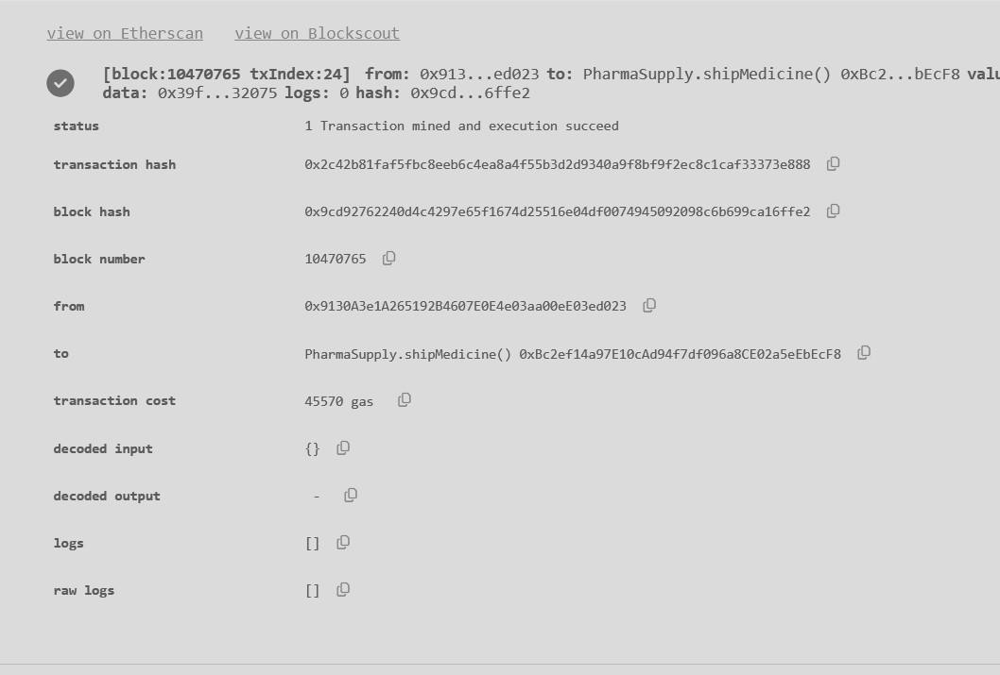 view on Etherscan view on Blockscout
[block:10470765 txIndex:24] from: 0x913...ed023 to: PharmaSupply.shipMedicine() 0xBc2...bEcF8 valu
data: 0x39f...32075 logs: 0 hash: 0x9cd...6ffe2
status 1 Transaction mined and execution succeed
transaction hash 0x2c42b81faf5fbc8eeb6c4ea8a4f55b3d2d9340a9f8bf9f2ec8c1caf33373e888
block hash 0x9cd92762240d4c4297e65f1674d25516e04df0074945092098c6b699ca16ffe2
block number 10470765
from 0x9130A3e1A265192B4607E0E4e03aa00eE03ed023
to PharmaSupply.shipMedicine() 0xBc2ef14a97E10cAd94f7df096a8CE02a5eEbEcF8
transaction cost 45570 gas
decoded input {}
decoded output -
logs []
raw logs []